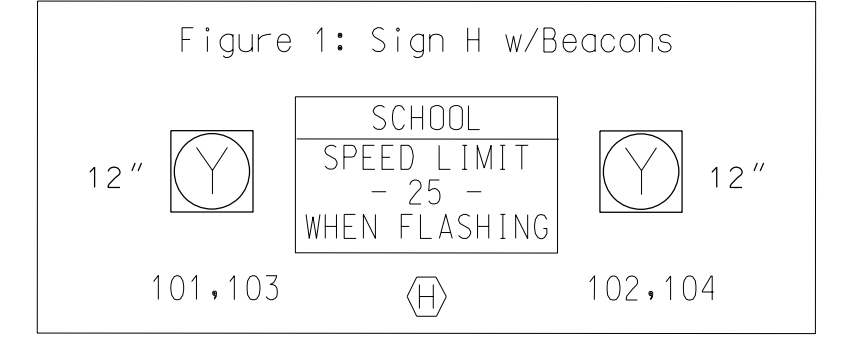 Figure 1: Sign H w/Beacons
SCHOOL
SPEED LIMIT
- 25 -
WHEN FLASHING
12" Y Y 12"
101,103 H 102,104